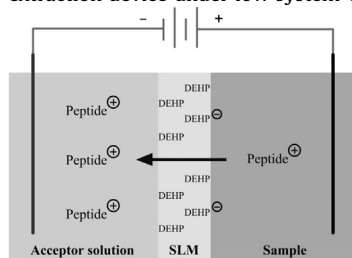 extraction device under low system
− +
DEHP
Peptide⊕ DEHP
DEHP⊖
DEHP
Peptide⊕ Peptide⊕
DEHP
DEHP
Peptide⊕ DEHP⊖
DEHP
Acceptor solution SLM Sample